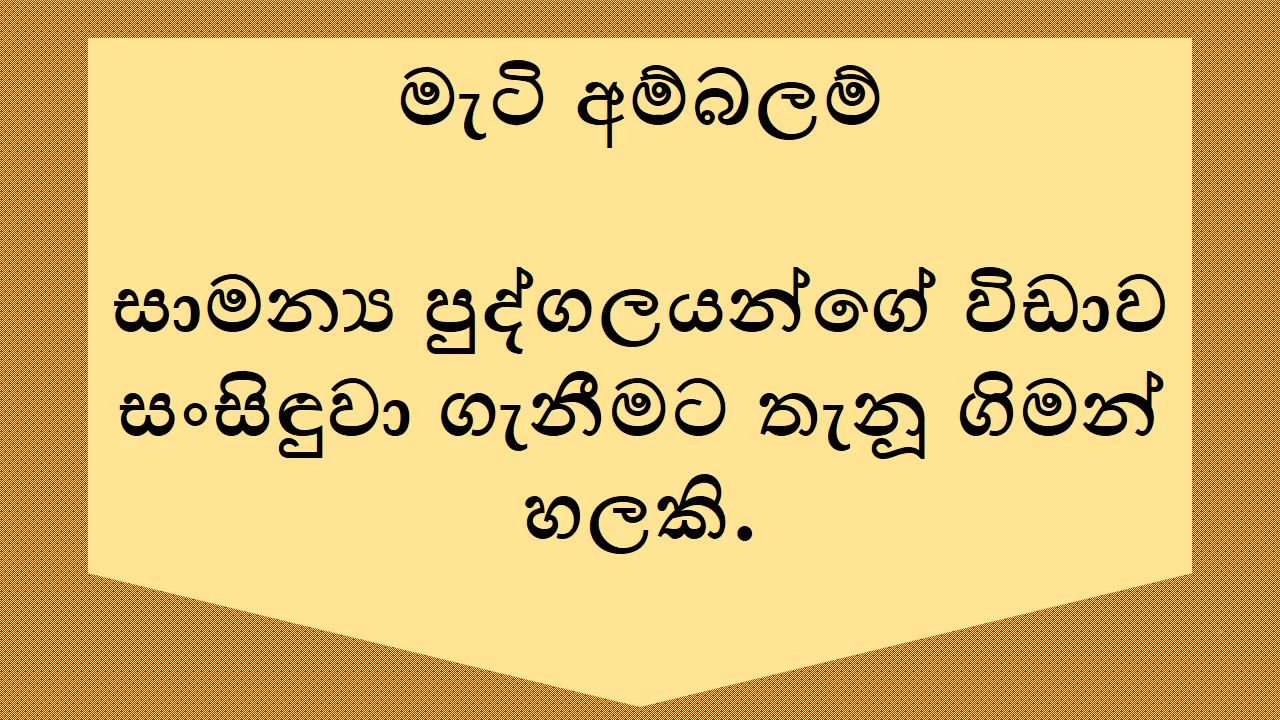 මැටි අම්බලම්
සාමන්‍ය පුද්ගලයන්ගේ විඩාව
සංසිඳුවා ගැනීමට තැනූ ගිමන්
හලකි.